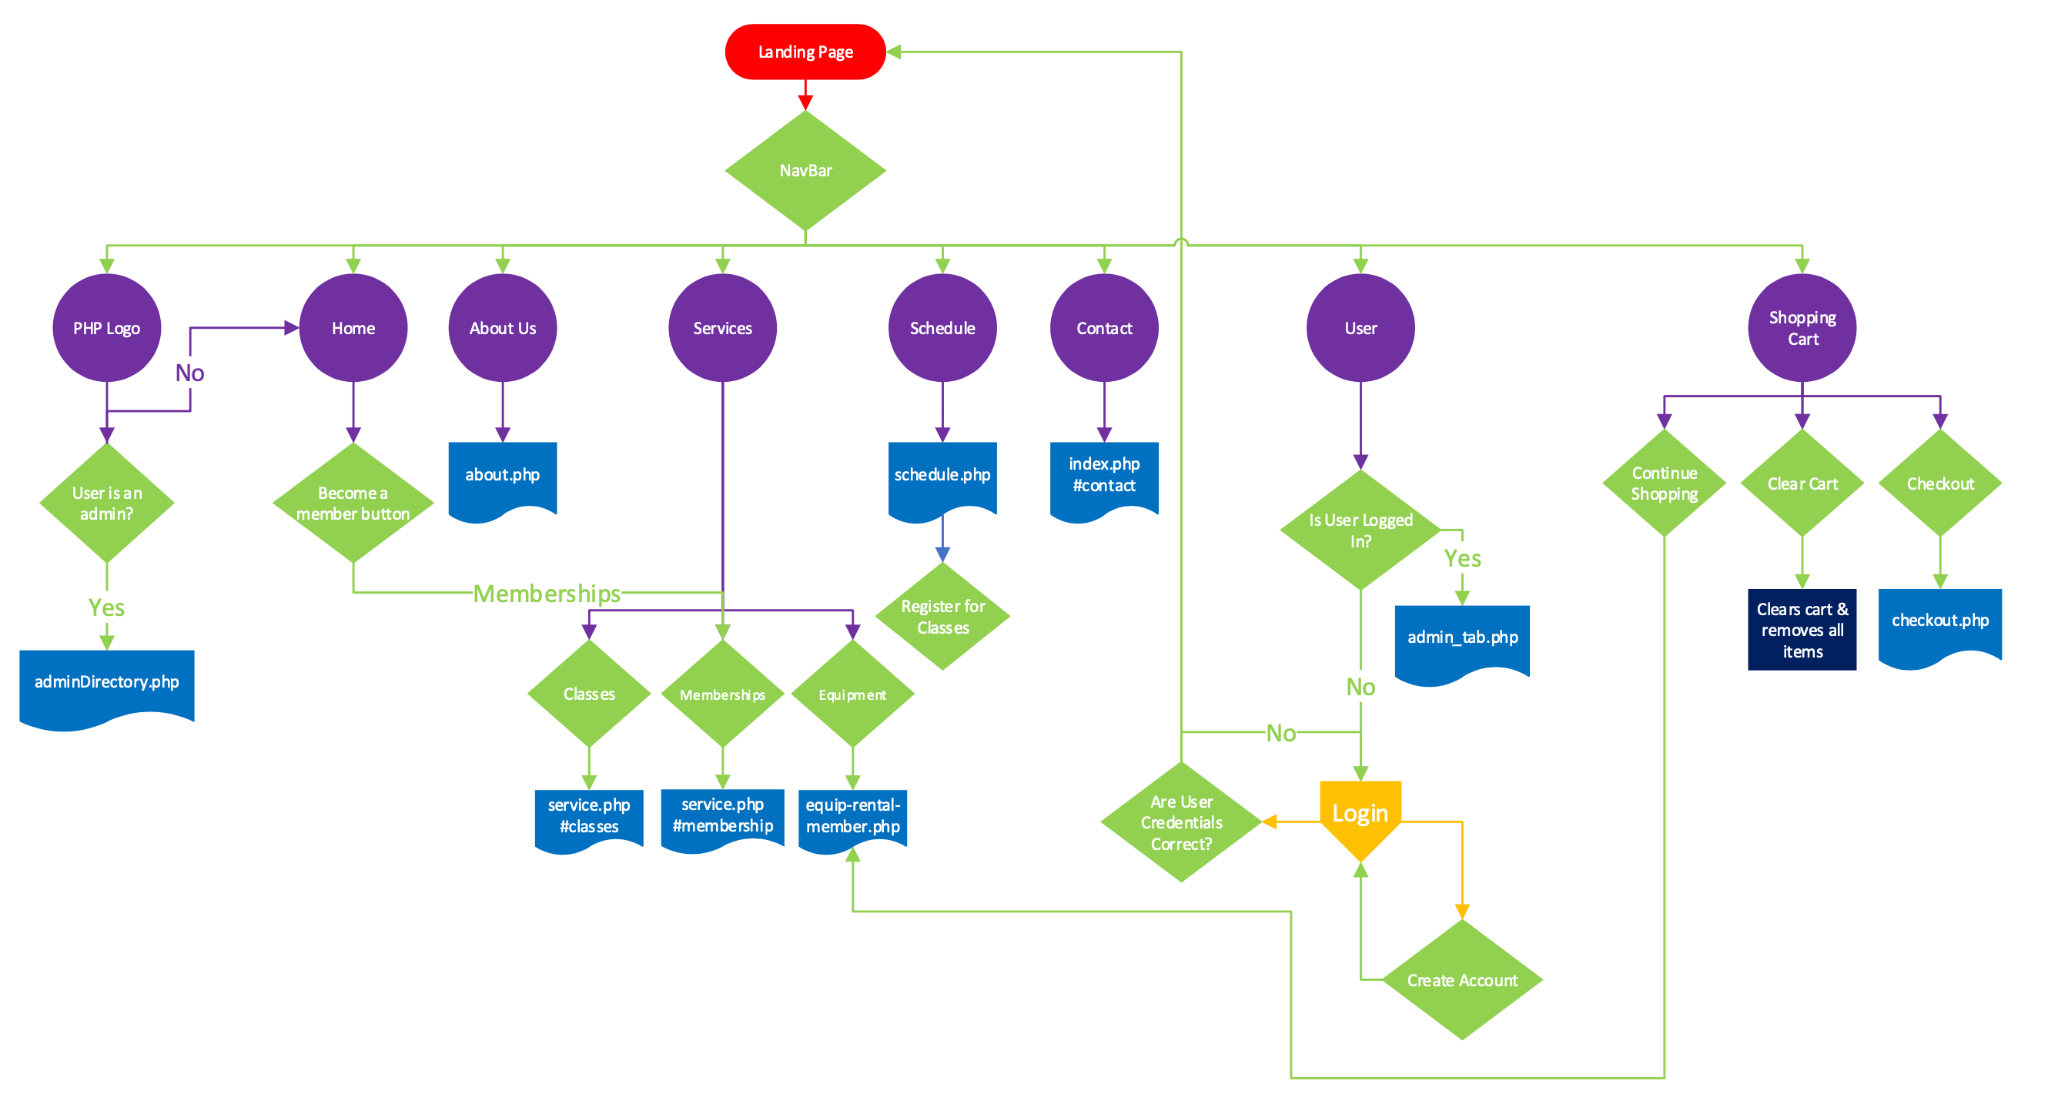 Landing Page
NavBar
PHP Logo
Home
About Us
Services
Schedule
Contact
User
Shopping
Cart
No
User is an
admin?
Become a
member button
about.php
schedule.php
index.php
#contact
Is User Logged
In?
Yes
Continue
Shopping
Clear Cart
Checkout
Yes
Memberships
Register for
Classes
admin_tab.php
Clears cart &
removes all
items
checkout.php
adminDirectory.php
Classes
Memberships
Equipment
No
No
service.php
#classes
service.php
#membership
equip-rental-
member.php
Are User
Credentials
Correct?
Login
Create Account